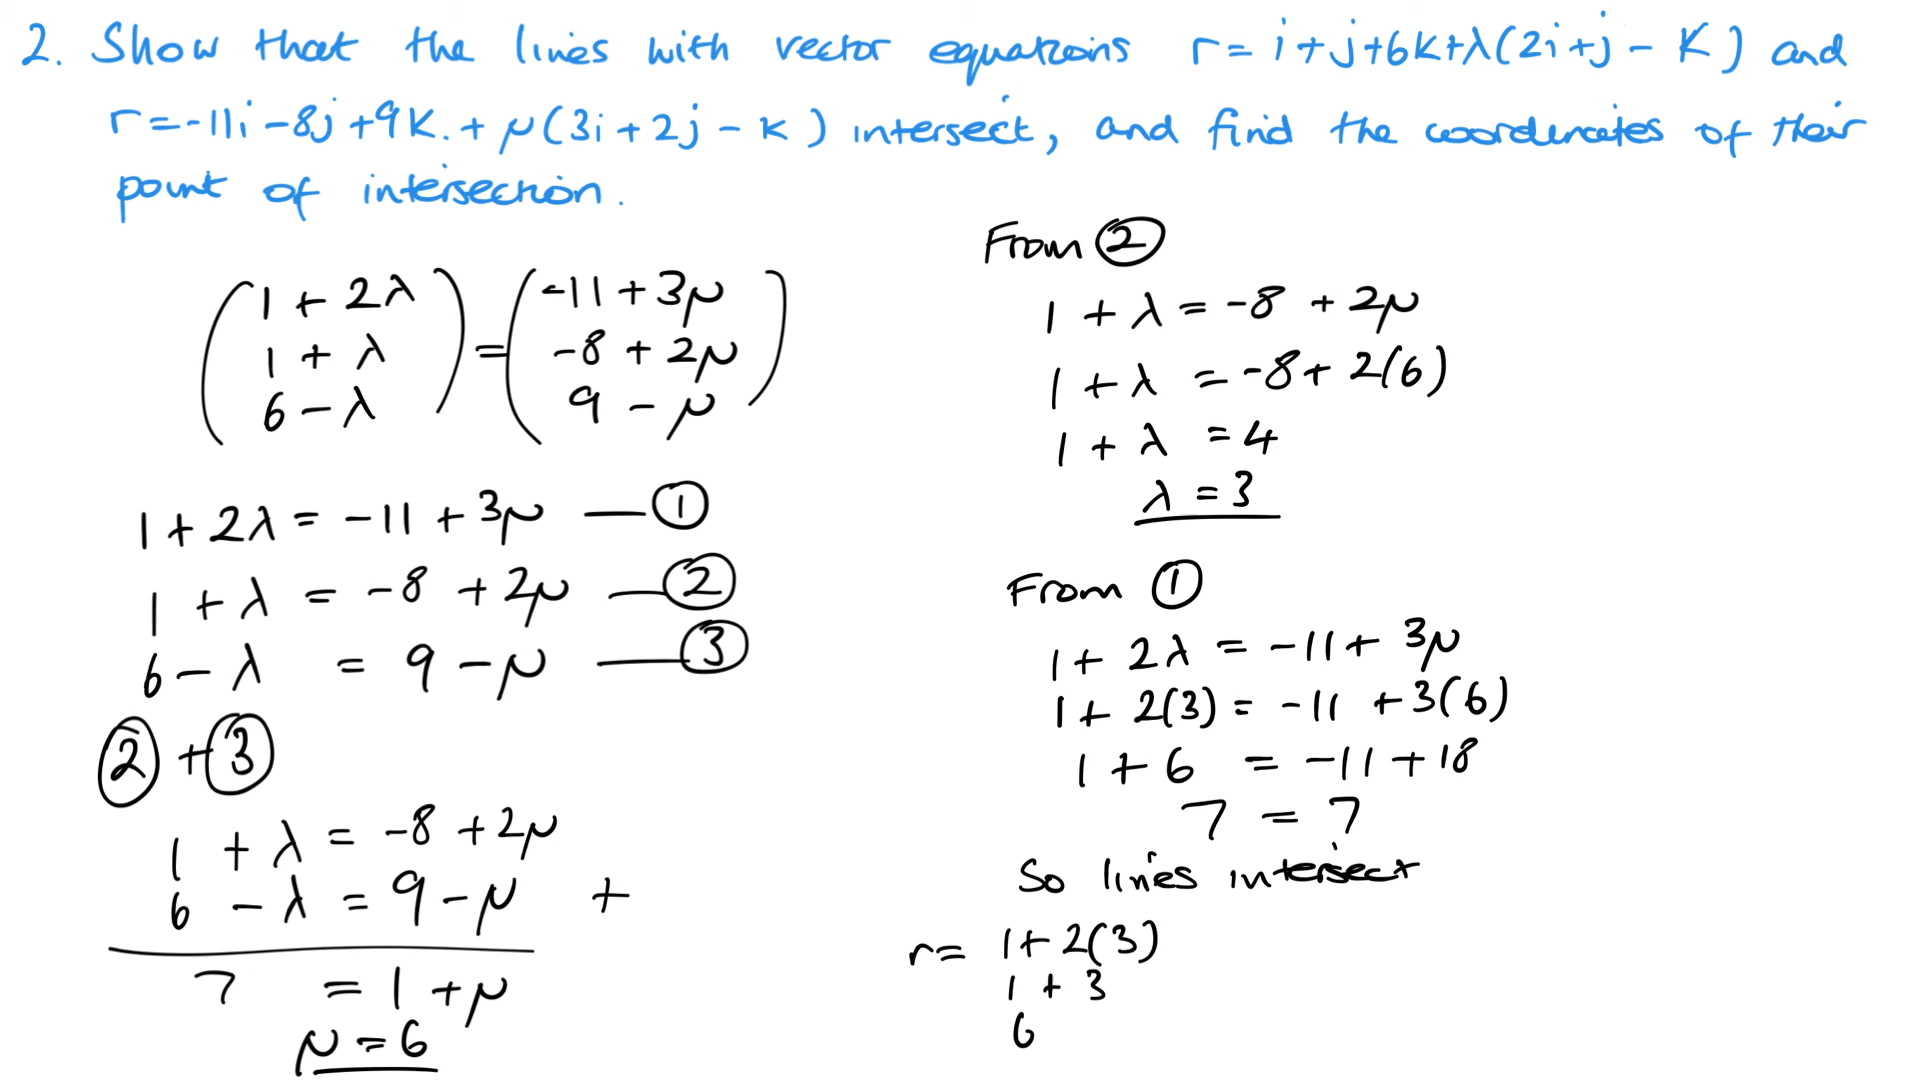 2. Show that the lines with vector equations r = i + j + 6k + λ(2i + j - k) and
r = -11i - 8j + 9k. + μ(3i + 2j - k) intersect, and find the coordinates of their
point of intersection.
(1 + 2λ) = (-11 + 3μ)
(1 + λ) = (-8 + 2μ)
(6 - λ) = (9 - μ)
1 + 2λ = -11 + 3μ — ①
1 + λ = -8 + 2μ — ②
6 - λ = 9 - μ — ③
② + ③
1 + λ = -8 + 2μ
6 - λ = 9 - μ +
7 = 1 + μ
μ = 6
From ②
1 + λ = -8 + 2μ
1 + λ = -8 + 2(6)
1 + λ = 4
λ = 3
From ①
1 + 2λ = -11 + 3μ
1 + 2(3) = -11 + 3(6)
1 + 6 = -11 + 18
7 = 7
So lines intersect
r = 1 + 2(3)
1 + 3
6